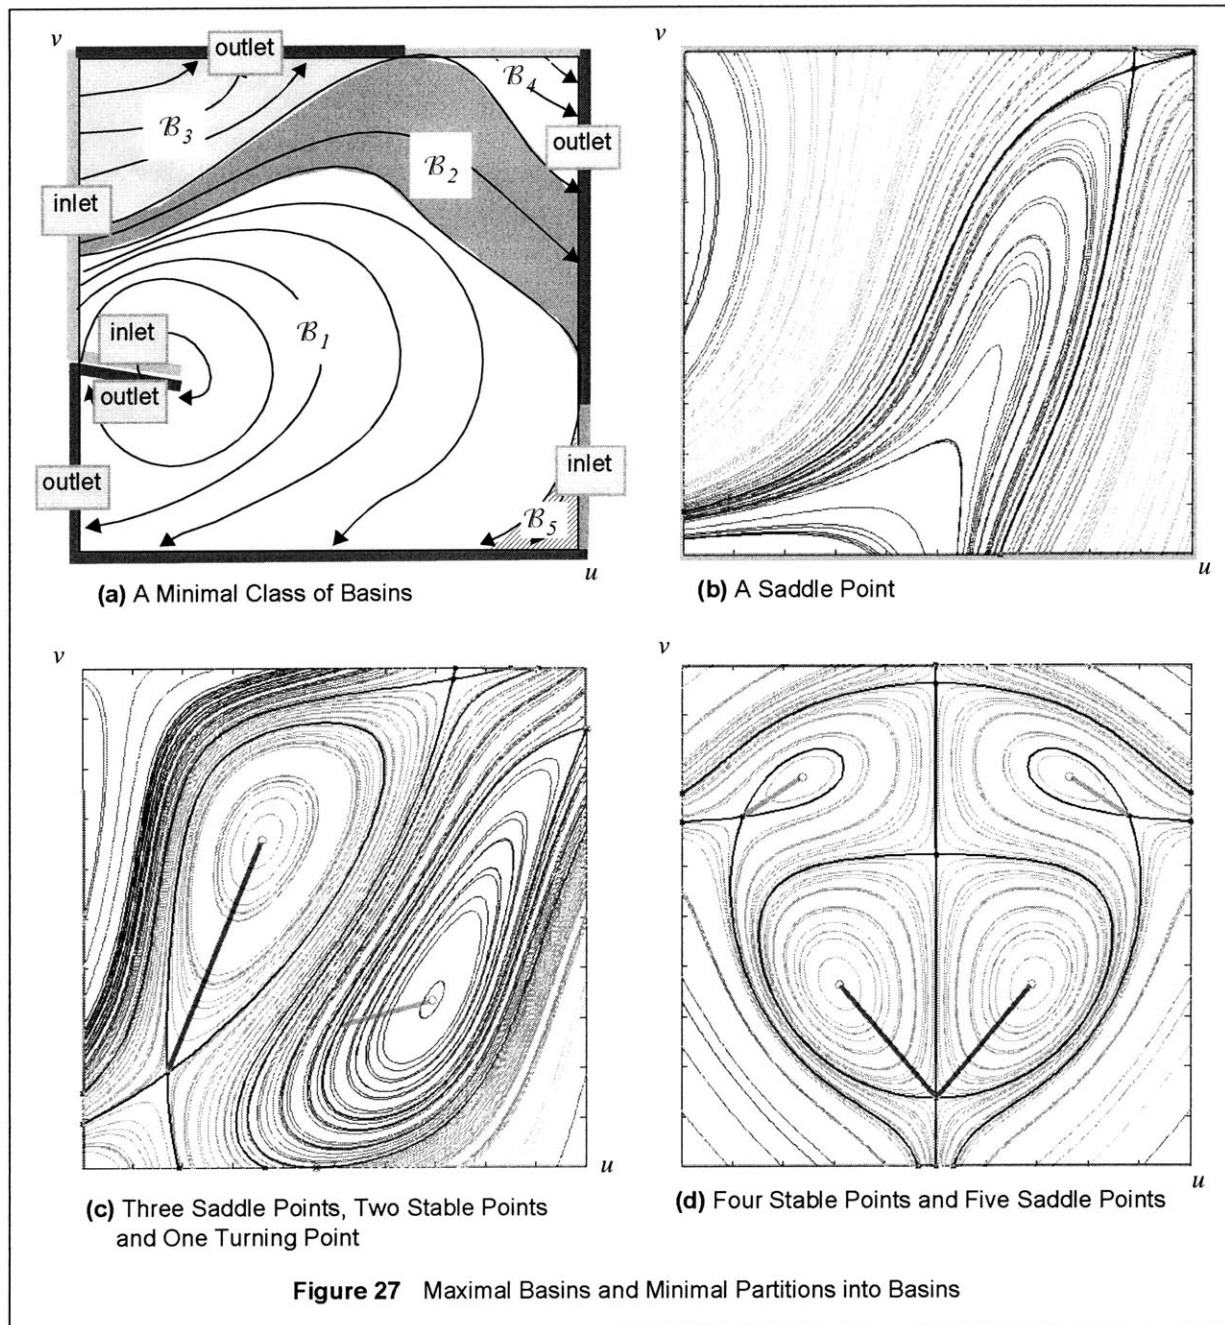 v
outlet
B4
B3
outlet
B2
inlet
inlet
B1
outlet
outlet
inlet
B5
u
(a) A Minimal Class of Basins
v
u
(b) A Saddle Point
v
u
(c) Three Saddle Points, Two Stable Points
and One Turning Point
v
u
(d) Four Stable Points and Five Saddle Points
Figure 27 Maximal Basins and Minimal Partitions into Basins